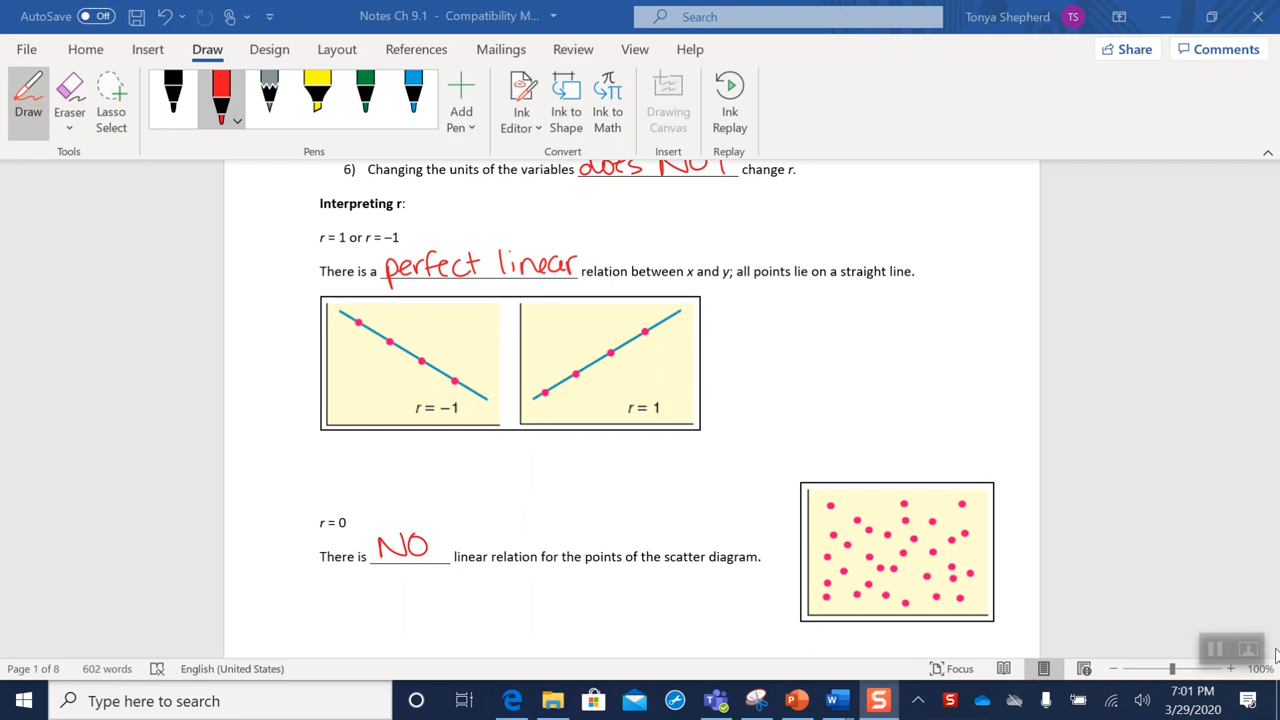 AutoSave Off Notes Ch 9.1 - Compatibility M... Search Tonya Shepherd TS
File Home Insert Draw Design Layout References Mailings Review View Help Share Comments
Draw Eraser Lasso Select Add Pen Ink Editor Ink to Shape Ink to Math Drawing Canvas Ink Replay
Tools Pens Convert Insert Replay
6) Changing the units of the variables does NOT change r.
Interpreting r:
r = 1 or r = –1
There is a perfect linear relation between x and y; all points lie on a straight line.
r = −1 r = 1
r = 0
There is NO linear relation for the points of the scatter diagram.
Page 1 of 8 602 words English (United States) Focus 100%
Type here to search 7:01 PM
3/29/2020